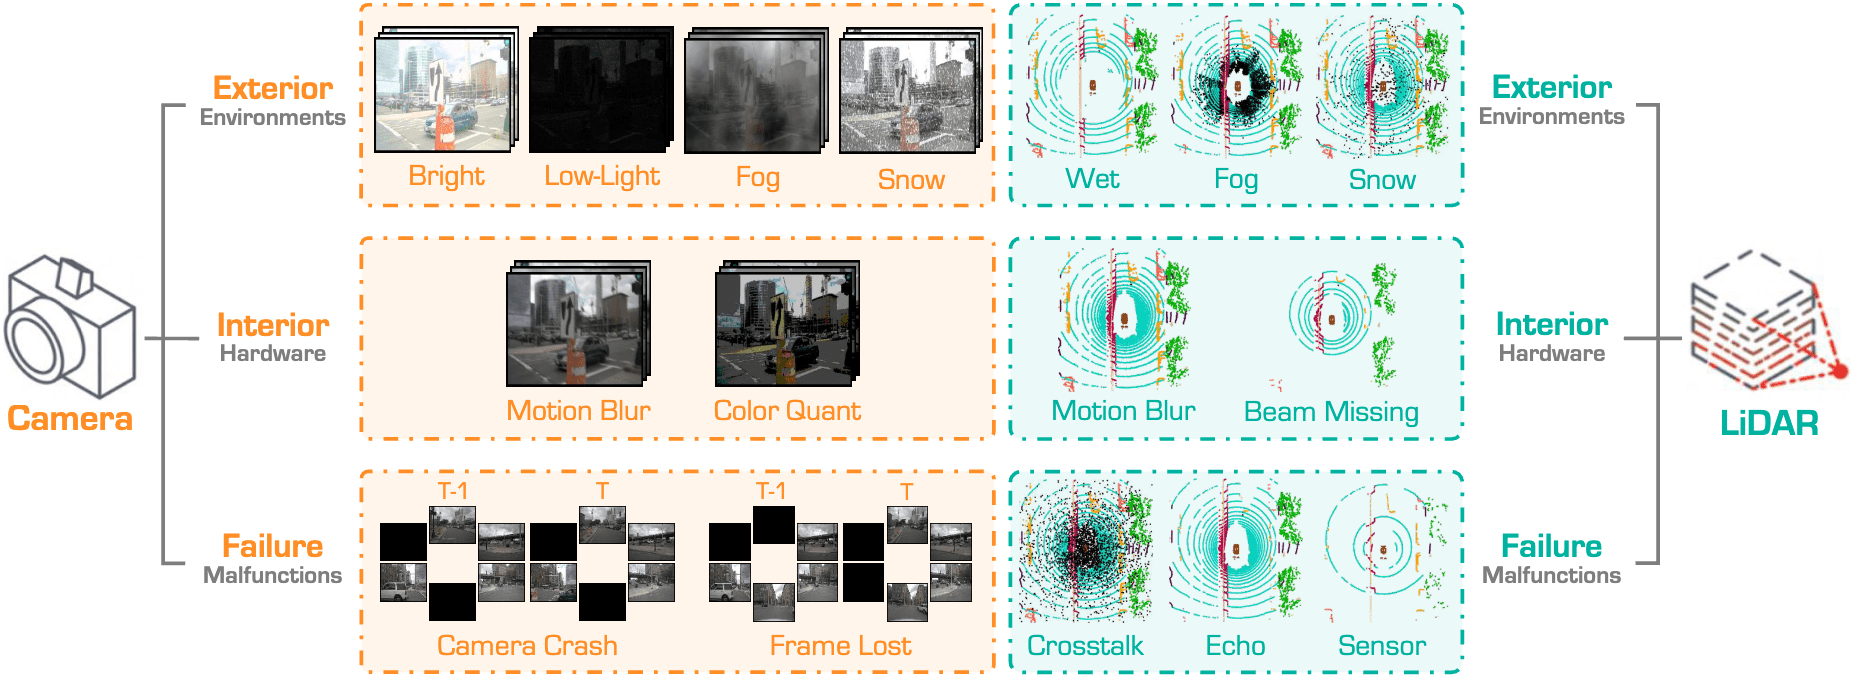 Exterior
Environments
Bright
Low-Light
Fog
Snow
Wet
Fog
Snow
Exterior
Environments
Camera
Interior
Hardware
Motion Blur
Color Quant
Motion Blur
Beam Missing
Interior
Hardware
LiDAR
Failure
Malfunctions
T-1
T
T-1
T
Camera Crash
Frame Lost
Crosstalk
Echo
Sensor
Failure
Malfunctions